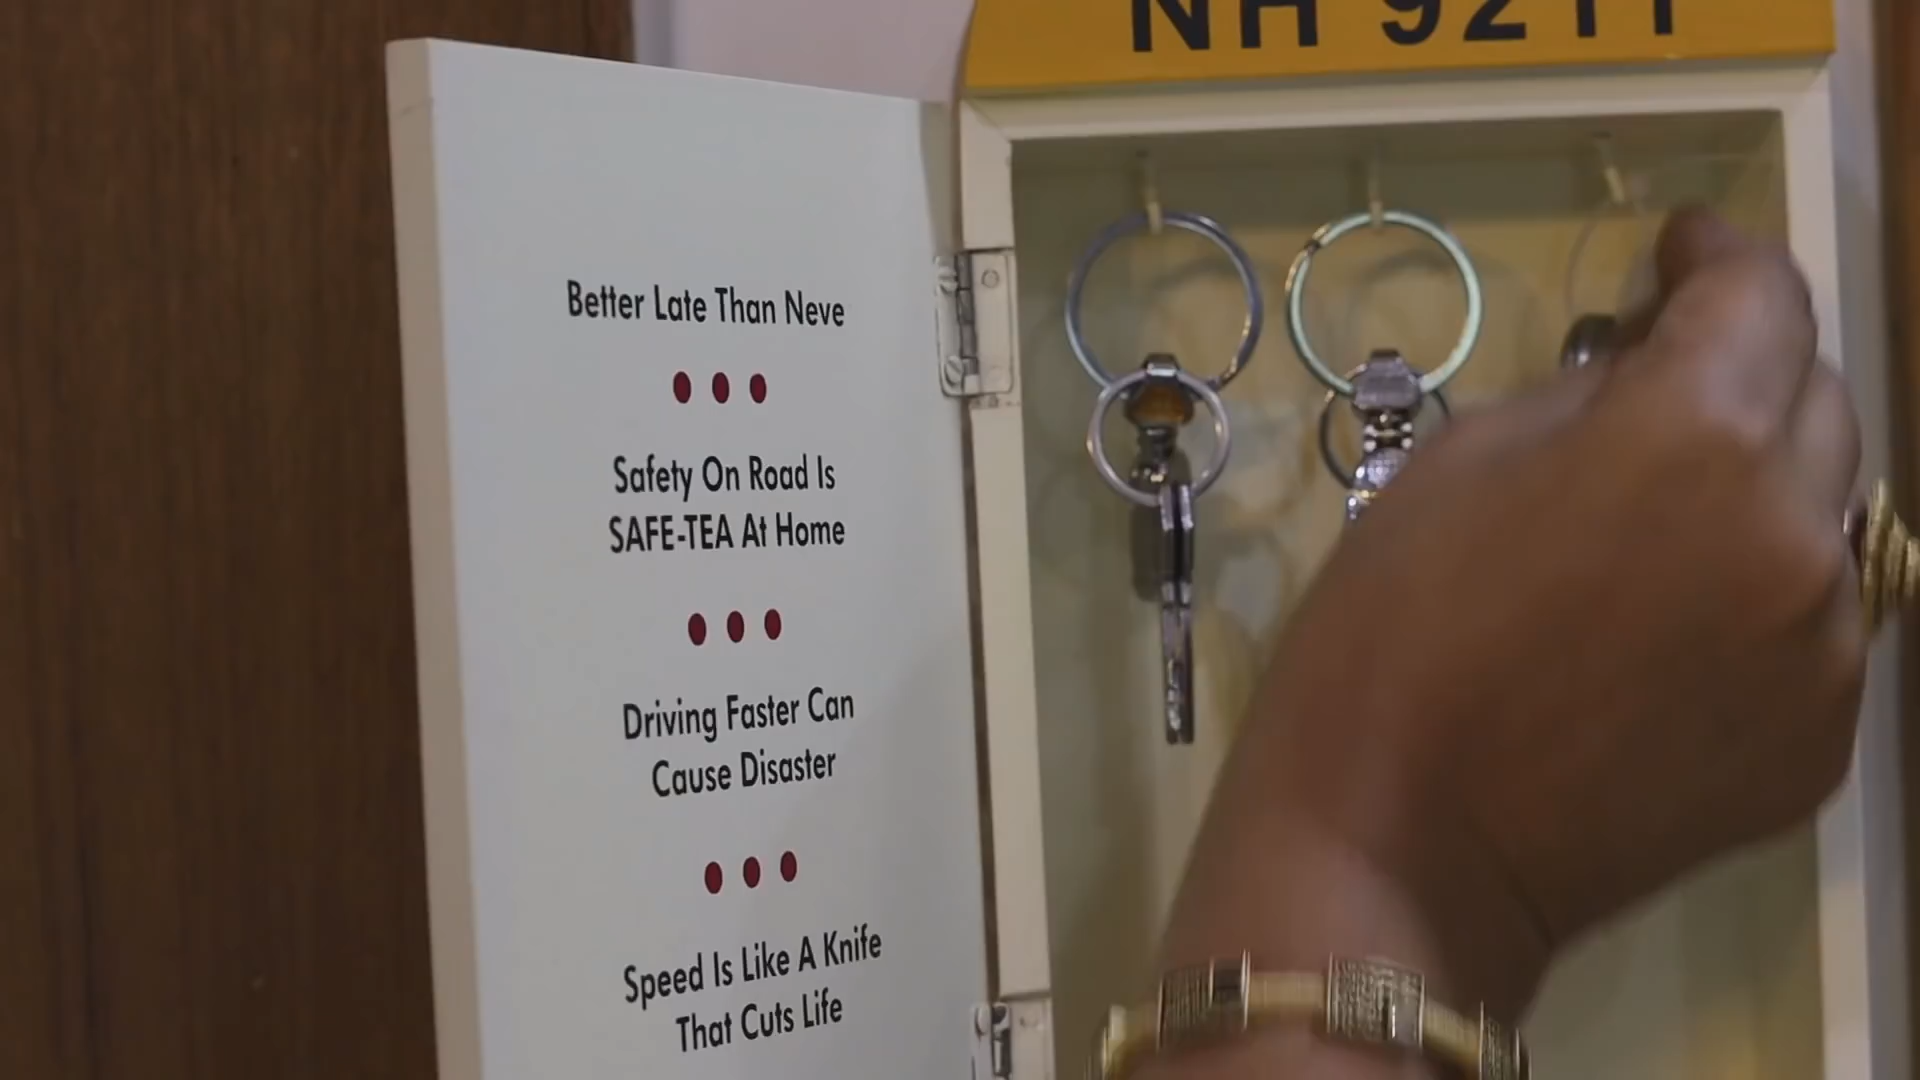 NH 9211
Better Late Than Neve
Safety On Road Is
SAFE-TEA At Home
Driving Faster Can
Cause Disaster
Speed Is Like A Knife
That Cuts Life